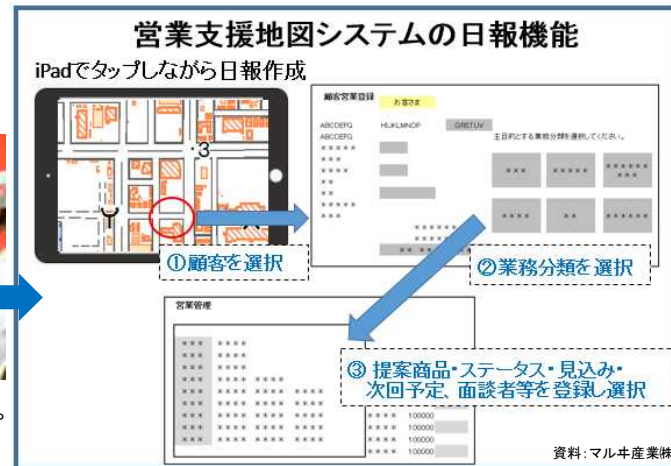 営業支援地図システムの日報機能
iPadでタップしながら日報作成
3
①顧客を選択
顧客営業登録
お客さま
ABCDEFG HIJKLMNOP QRSTUV
ABCDEFG
主目的とする業務分類を選択してください。
*****
***
****
**
**
*****
***
*** ***** ****** ***
**** ** ******
②業務分類を選択
営業管理
*** ****
*** ****
*** ****
*** **** ****
*** **** **** ****
*** **** **** ****
*** **** **** ****
*** **** **** ****
③ 提案商品・ステータス・見込み・
次回予定、面談者等を登録し選択
**** 100000
**** 100000
**** 100000
**** 100000
。
資料：マルヰ産業㈱